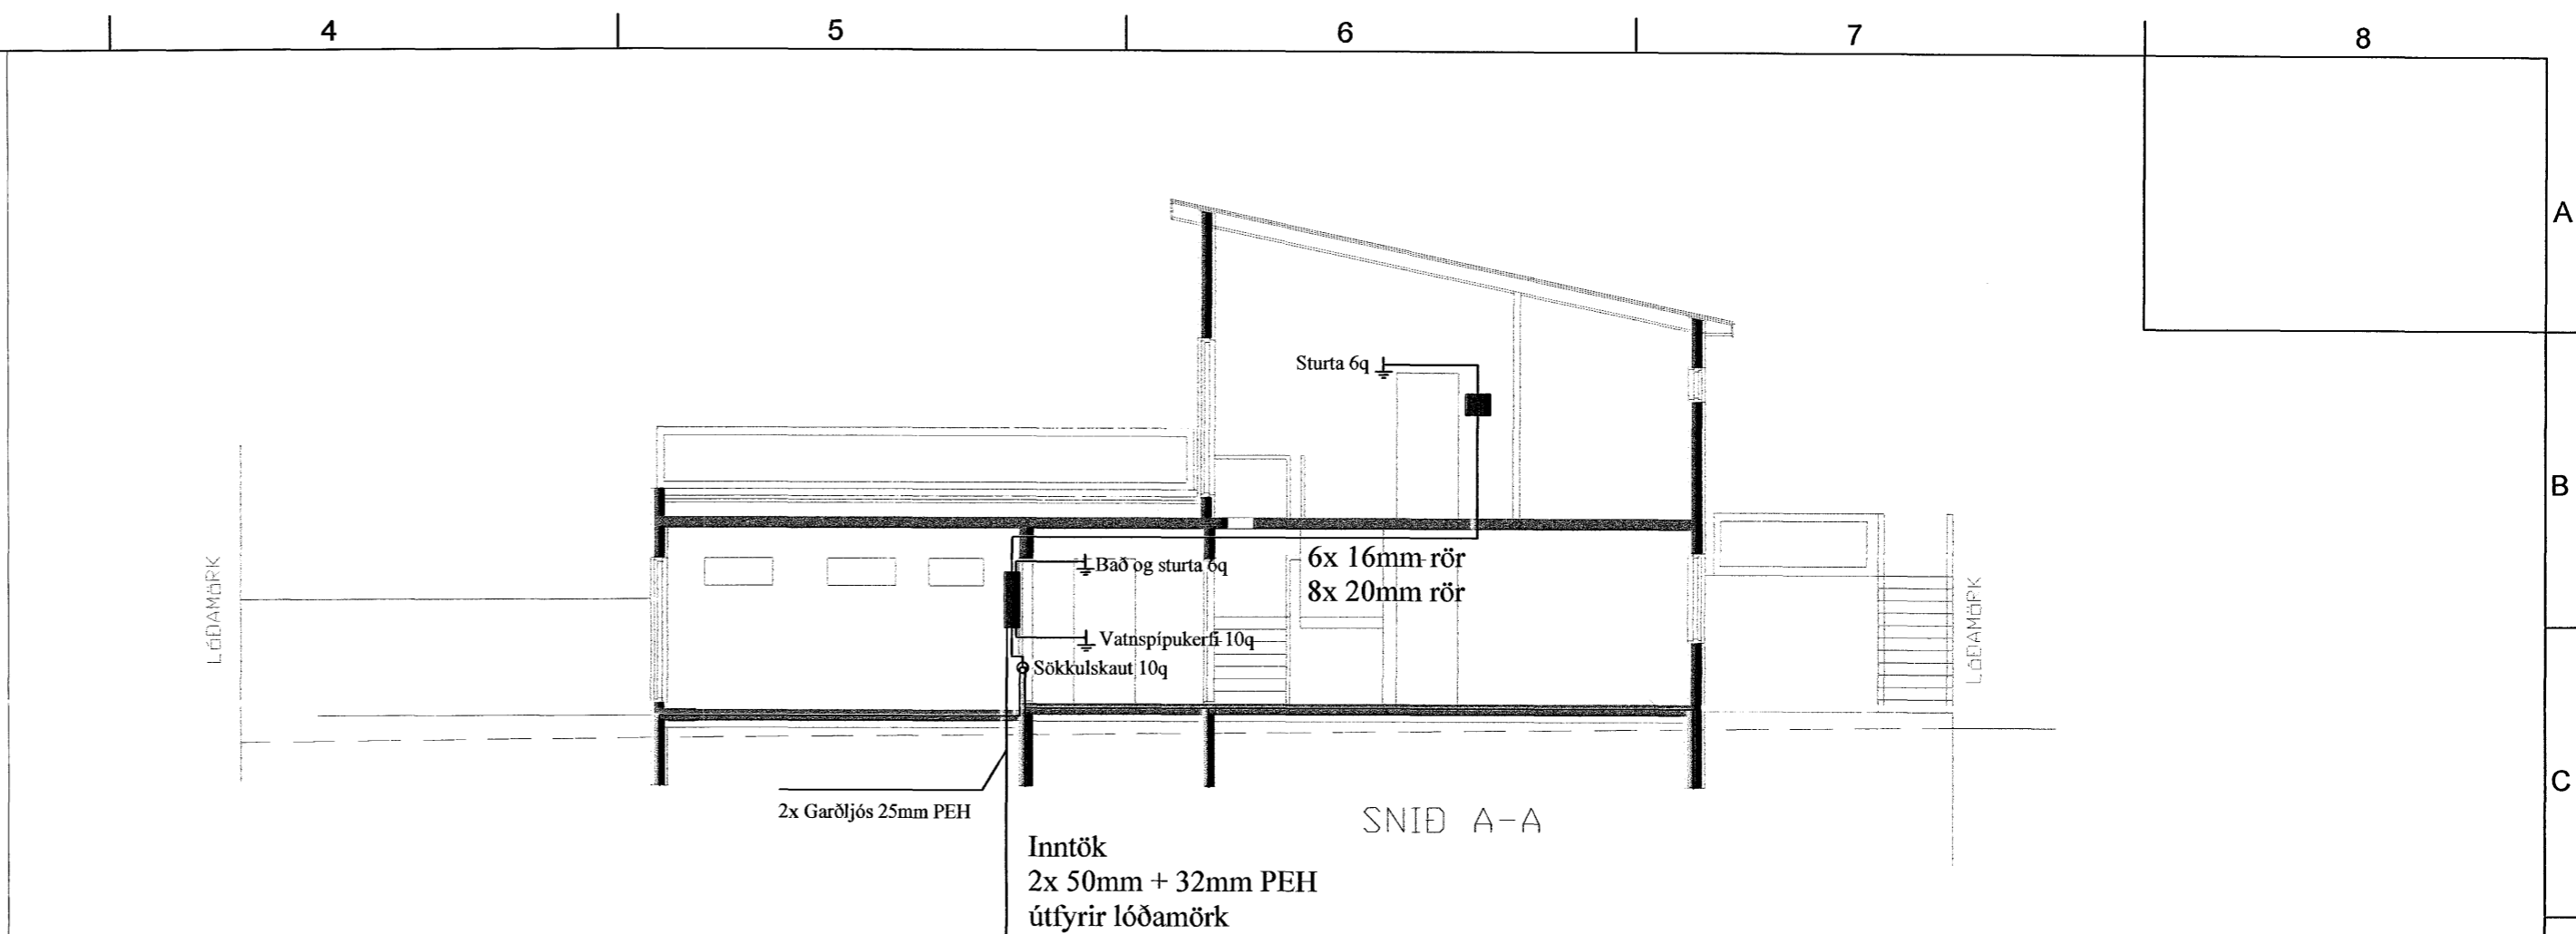 4 5 6 7 8
A
Sturta 6q
B
LÓÐAMÖRK
Bað og sturta 6q
6x 16mm rör
8x 20mm rör
LÓÐAMÖRK
Vatnspípukerfi 10q
Sökkulskaut 10q
C
2x Garðljós 25mm PEH
SNIÐ A-A
Inntök
2x 50mm + 32mm PEH
útfyrir lóðamörk